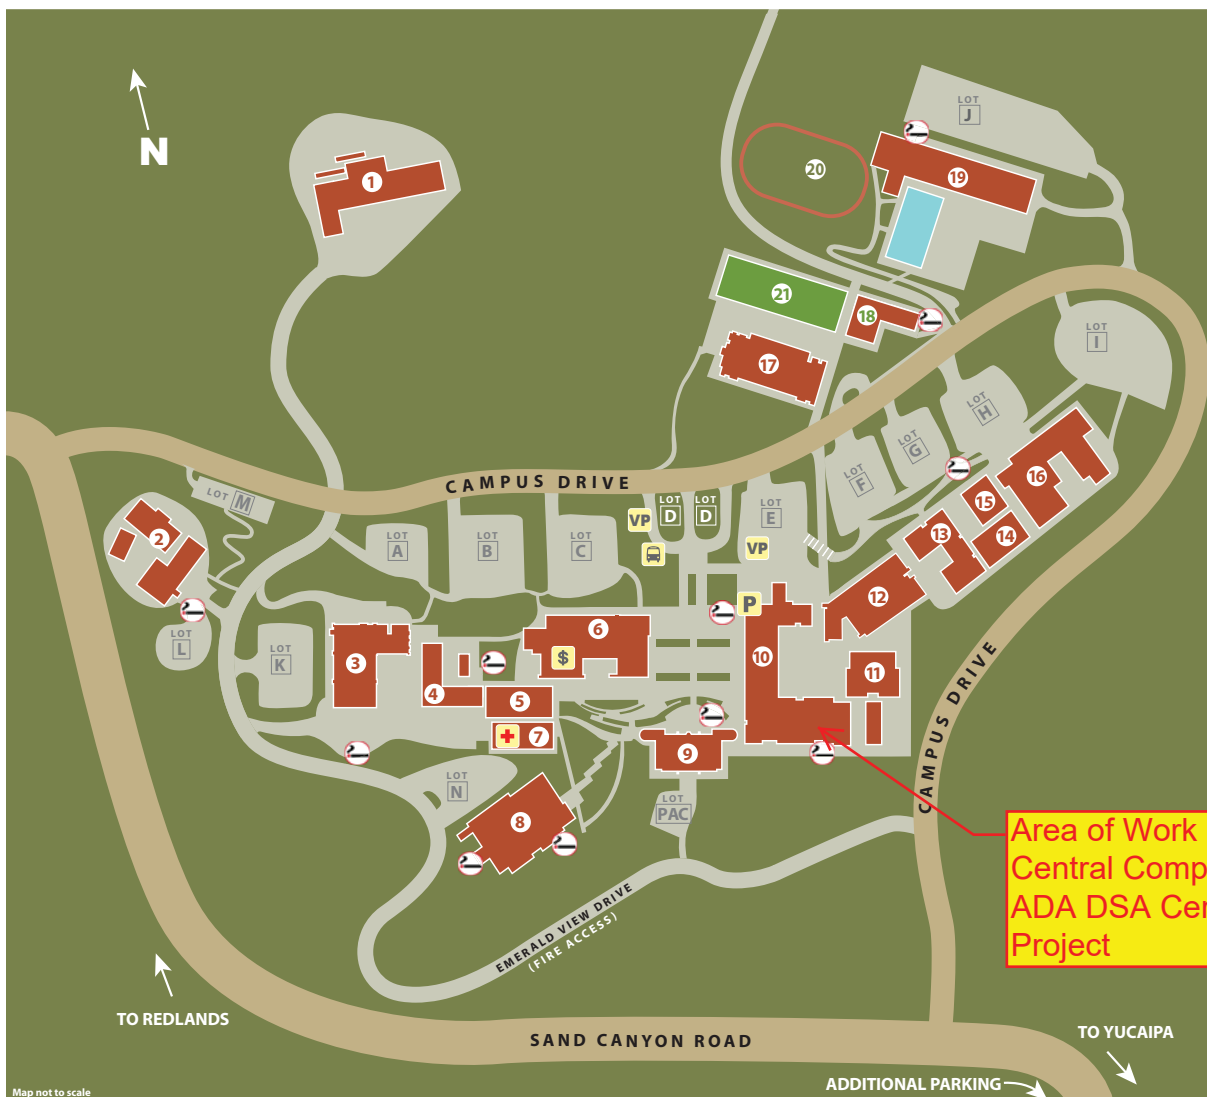 N
1
LOT
J
19
20
21
18
17
LOT
I
LOT
H
LOT
G
LOT
F
16
15
14
13
12
CAMPUS DRIVE
LOT M
2
LOT
A
LOT
B
LOT
C
VP
LOT
D
LOT
D
LOT
E
VP
P
LOT
L
LOT
K
3
4
5
6
$
7
10
11
9
LOT
N
8
LOT
PAC
CAMPUS DRIVE
Area of Work
Central Comp
ADA DSA Cer
Project
EMERALD VIEW DRIVE
(FIRE ACCESS)
TO REDLANDS
SAND CANYON ROAD
TO YUCAIPA
ADDITIONAL PARKING
Map not to scale